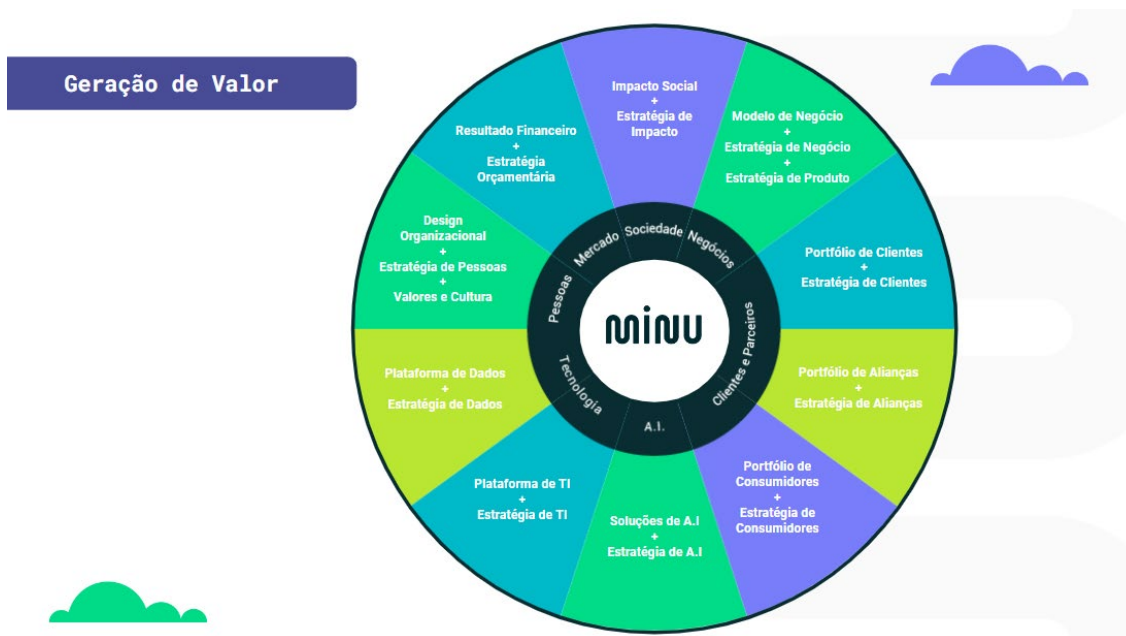 Geração de Valor
Impacto Social
+
Estratégia de
Impacto
Modelo de Negócio
+
Estratégia de Negócio
+
Estratégia de Produto
Portfólio de Clientes
+
Estratégia de Clientes
Portfólio de Alianças
+
Estratégia de Alianças
Portfólio de
Consumidores
+
Estratégia de
Consumidores
Soluções de A.I
+
Estratégia de A.I
Plataforma de TI
+
Estratégia de TI
Plataforma de Dados
+
Estratégia de Dados
Design
Organizacional
+
Estratégia de Pessoas
+
Valores e Cultura
Resultado Financeiro
+
Estratégia
Orçamentária
Sociedade
Negócios
Clientes e Parceiros
A.I.
Tecnologia
Pessoas
Mercado
minu